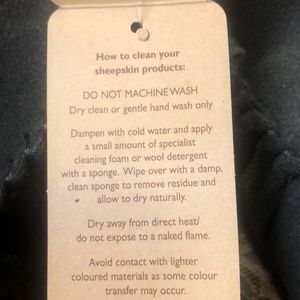 How to clean your
sheepskin products:
DO NOT MACHINE WASH
Dry clean or gentle hand wash only
Dampen with cold water and apply
a small amount of specialist
cleaning foam or wool detergent
with a sponge. Wipe over with a damp,
clean sponge to remove residue and
allow to dry naturally.
Dry away from direct heat/
do not expose to a naked flame.
Avoid contact with lighter
coloured materials as some colour
transfer may occur.